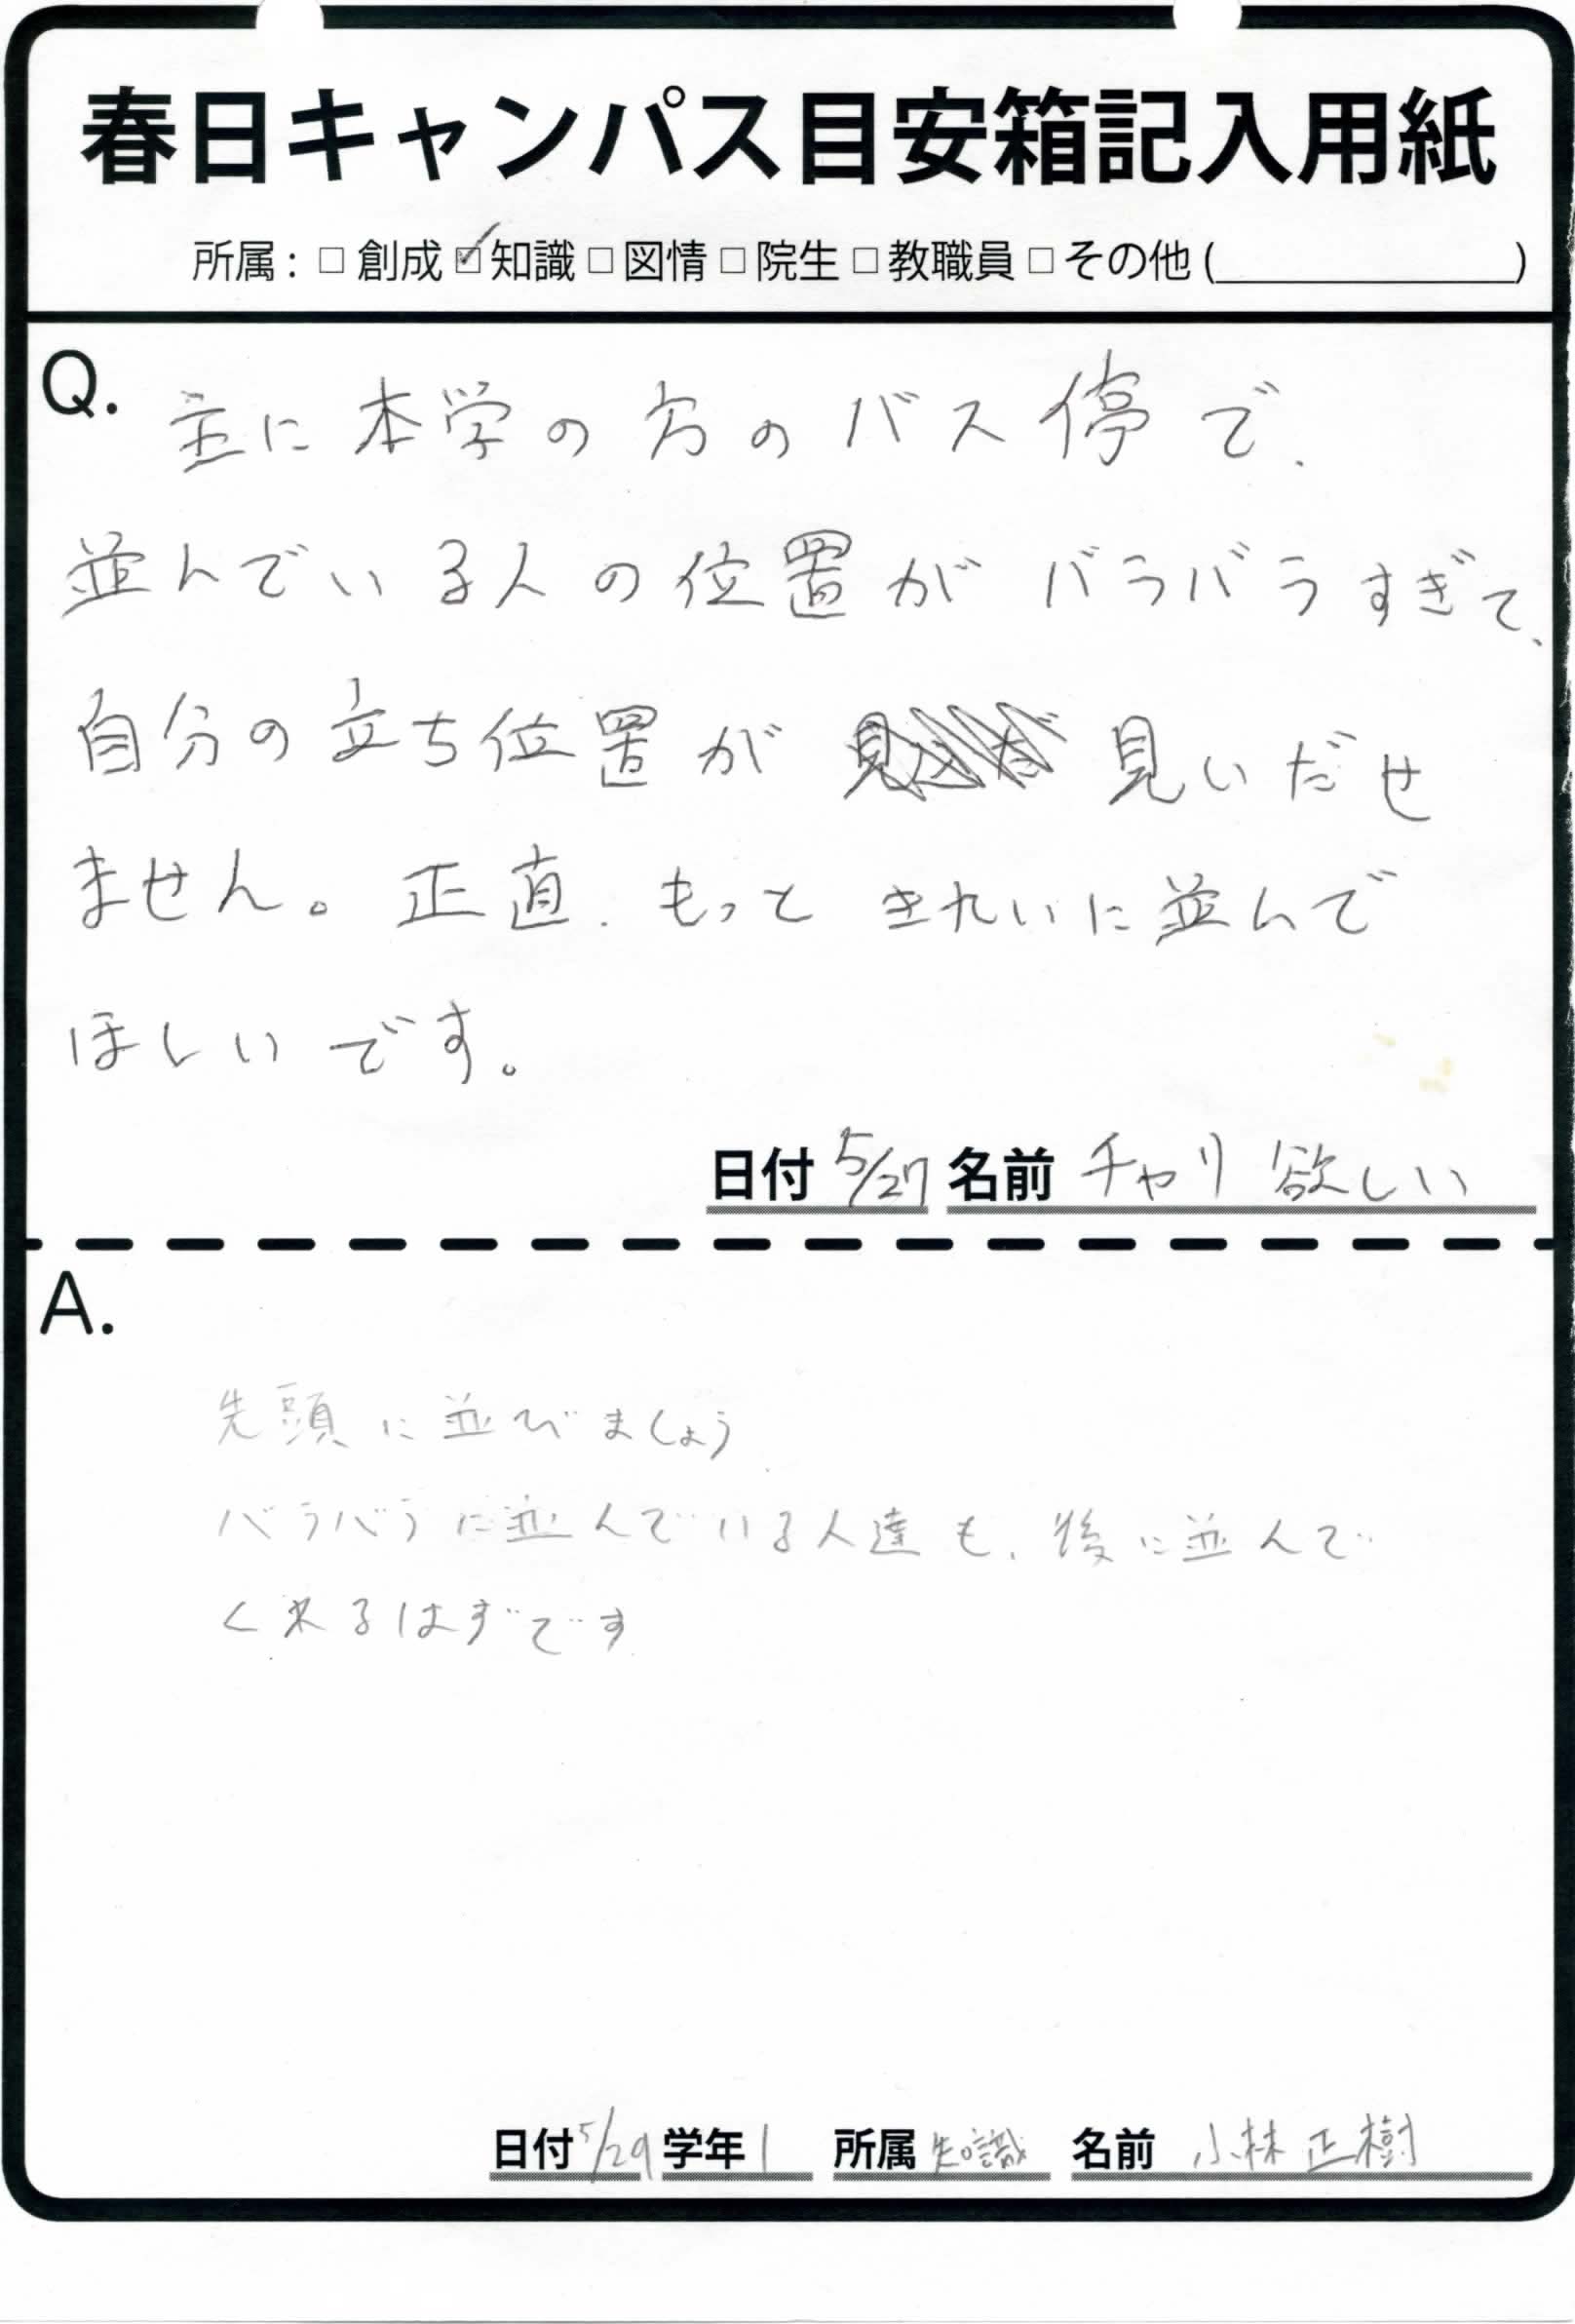 春日キャンパス目安箱記入用紙
所属：□ 創成 ☑ 知識 □ 図情 □ 院生 □ 教職員 □ その他 (　　　　　)
Q. 主に本学の方のバス停で、
並んでいる人の位置がバラバラすぎて、
自分の立ち位置が 見いだせ
ません。正直、もっときれいに並んで
ほしいです。
日付 5/27 名前 チャリ欲しい
A.
先頭に並びましょう
バラバラに並んでいる人達も、後に並んで
くれるはずです
日付 5/29 学年 1 所属 知識 名前 小林正樹